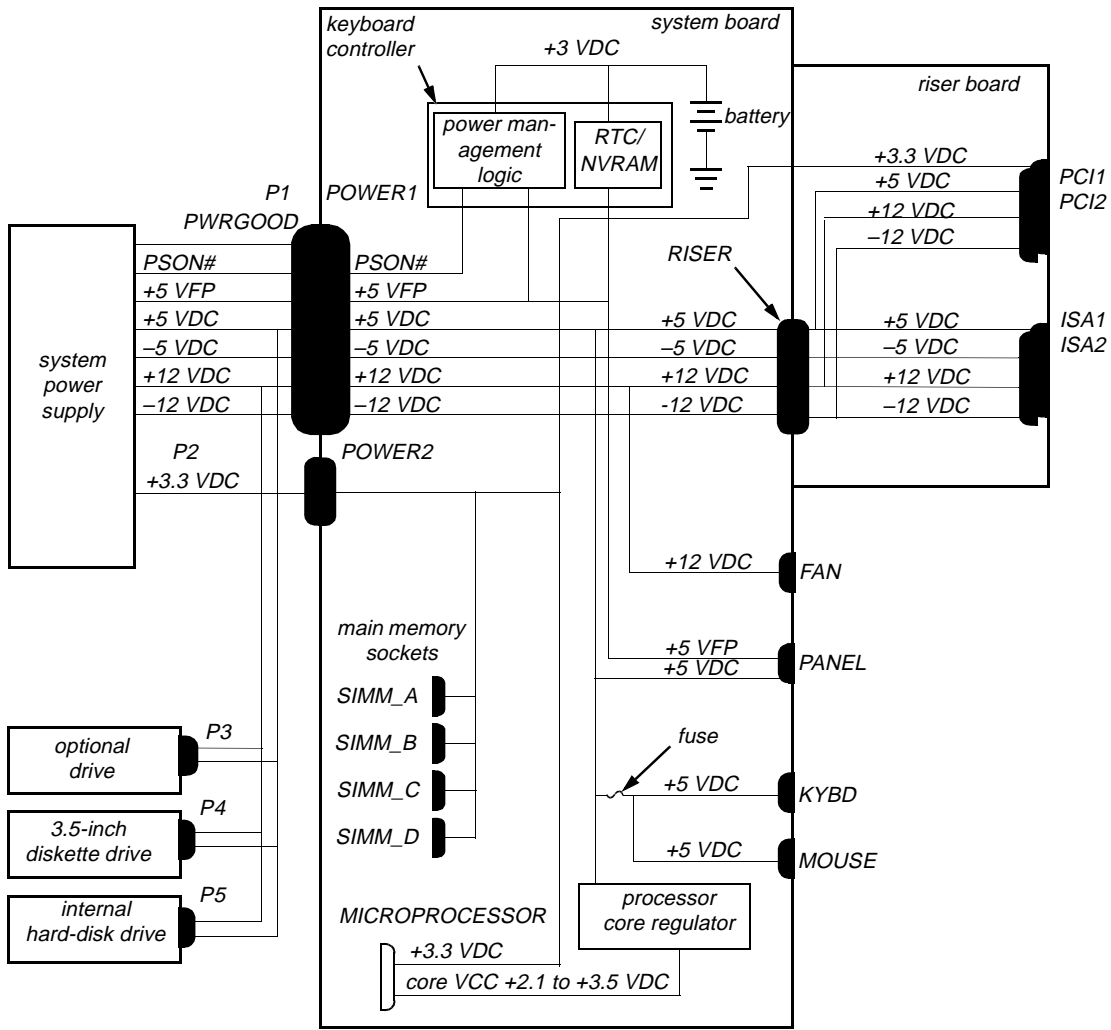 keyboard
controller
system board
+3 VDC
riser board
battery
power man-
agement
logic
RTC/
NVRAM
+3.3 VDC
+5 VDC
+12 VDC
–12 VDC
PCI1
PCI2
P1
POWER1
PWRGOOD
RISER
PSON#
PSON#
+5 VFP
+5 VFP
+5 VDC
+5 VDC
+5 VDC
+5 VDC
ISA1
ISA2
–5 VDC
–5 VDC
–5 VDC
–5 VDC
system
power
supply
+12 VDC
+12 VDC
+12 VDC
+12 VDC
–12 VDC
–12 VDC
-12 VDC
–12 VDC
P2
POWER2
+3.3 VDC
+12 VDC
FAN
main memory
sockets
+5 VFP
+5 VDC
PANEL
SIMM_A
SIMM_B
SIMM_C
SIMM_D
P3
optional
drive
fuse
+5 VDC
KYBD
P4
3.5-inch
diskette drive
+5 VDC
MOUSE
P5
internal
hard-disk drive
processor
core regulator
MICROPROCESSOR
+3.3 VDC
core VCC +2.1 to +3.5 VDC